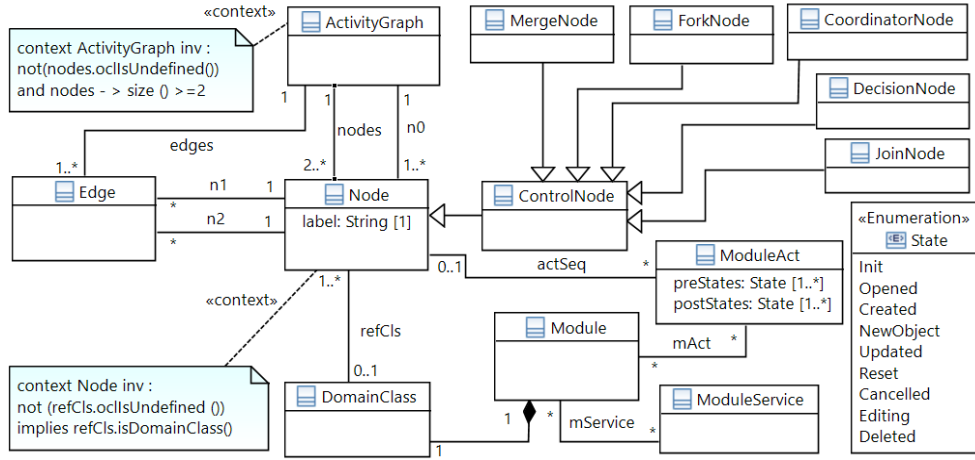 «context»
ActivityGraph
MergeNode
ForkNode
CoordinatorNode
context ActivityGraph inv :
not(nodes.oclIsUndefined())
and nodes - > size () >=2
DecisionNode
1
1
1
nodes
n0
edges
JoinNode
1..*
2..*
1..*
Edge
n1
1
*
n2
1
*
Node
label: String [1]
ControlNode
«Enumeration»
State
Init
Opened
Created
NewObject
Updated
Reset
Cancelled
Editing
Deleted
0..1
actSeq
*
ModuleAct
preStates: State [1..*]
postStates: State [1..*]
«context»
1..*
refCls
0..1
Module
mAct
*
*
context Node inv :
not (refCls.oclIsUndefined ())
implies refCls.isDomainClass()
DomainClass
1
1
*
mService
*
ModuleService